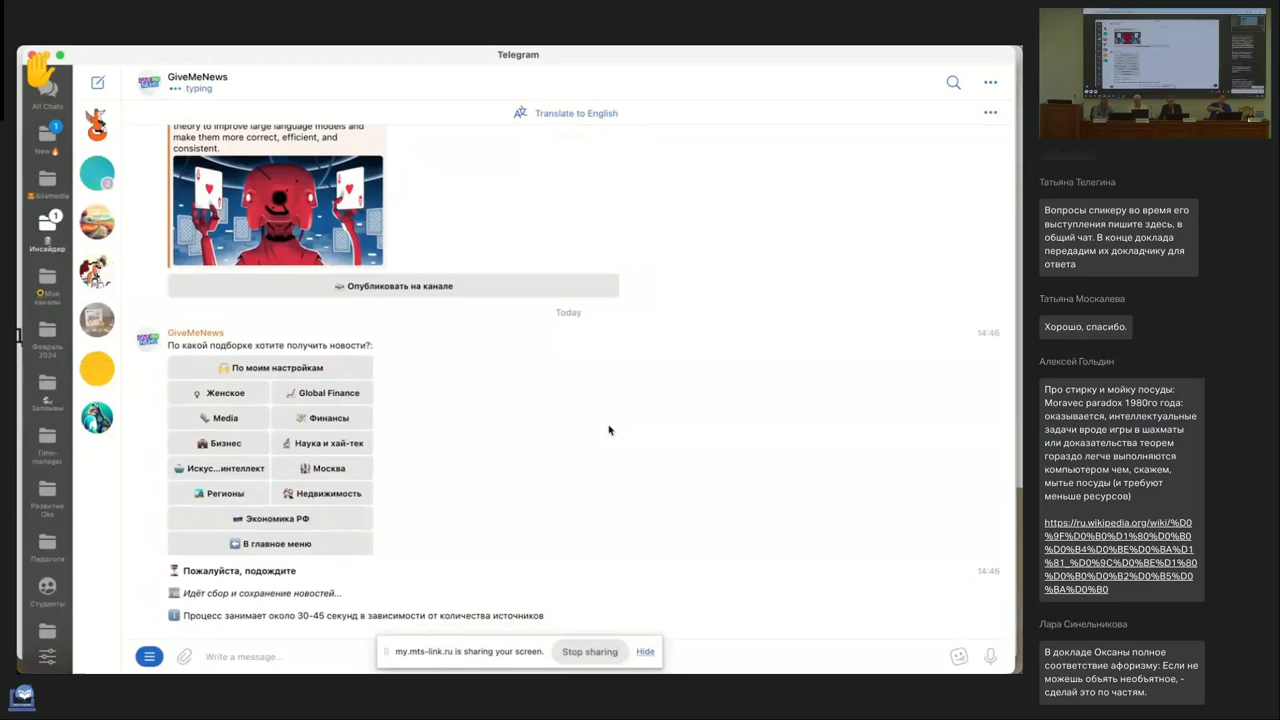 Telegram
All Chats
1
New🔥
Silamedia
1
Инсайдер
Мои каналы
Февраль 2024
Заплывы
Time-manager
Развитые Oks
Педагоги
Студенты
2
GiveMeNews
typing
Translate to English
theory to improve large language models and
make them more correct, efficient, and
consistent.
Опубликовать на канале
Today
GiveMeNews
14:46
По какой подборке хотите получить новости?:
По моим настройкам
Женское
Global Finance
Media
Финансы
Бизнес
Наука и хай-тек
Искус...интеллект
Москва
Регионы
Недвижимость
Экономика РФ
В главное меню
Пожалуйста, подождите
14:46
Идёт сбор и сохранение новостей...
Процесс занимает около 30-45 секунд в зависимости от количества источников
Write a message...
my.mts-link.ru is sharing your screen.
Stop sharing
Hide
Татьяна Телегина
Вопросы спикеру во время его
выступления пишите здесь, в
общий чат. В конце доклада
передадим их докладчику для
ответа
Татьяна Москалева
Хорошо, спасибо.
Алексей Гольдин
Про стирку и мойку посуды:
Moravec paradox 1980го года:
оказывается, интеллектуальные
задачи вроде игры в шахматы
или доказательства теорем
гораздо легче выполняются
компьютером чем, скажем,
мытье посуды (и требуют
меньше ресурсов)
https://ru.wikipedia.org/wiki/%D0
%9F%D0%B0%D1%80%D0%B0
%D0%B4%D0%BE%D0%BA%D1
%81_%D0%9C%D0%BE%D1%80
%D0%B0%D0%B2%D0%B5%D0
%BA%D0%B0
Лара Синельникова
В докладе Оксаны полное
соответствие афоризму: Если не
можешь объять необъятное, -
сделай это по частям.